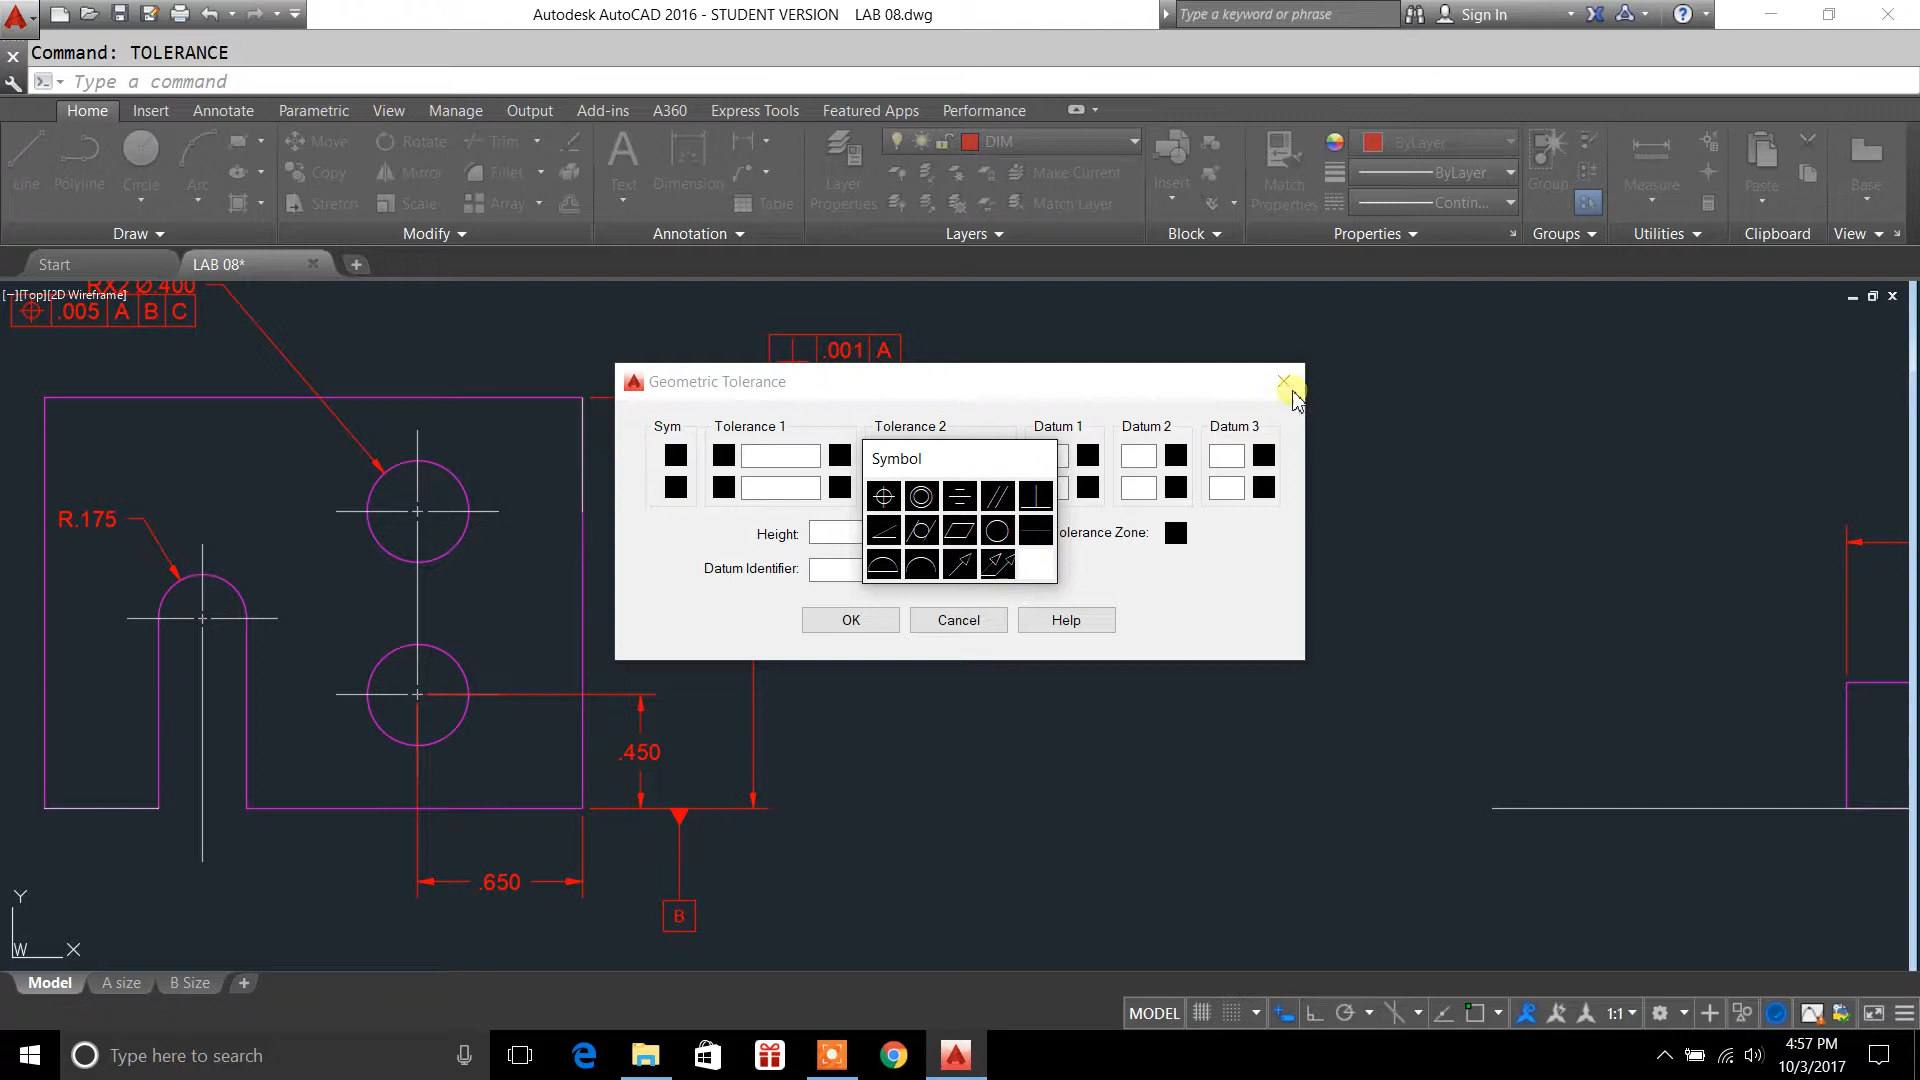 Autodesk AutoCAD 2016 - STUDENT VERSION LAB 08.dwg
Type a keyword or phrase
Sign In
Command: TOLERANCE
Type a command
Home Insert Annotate Parametric View Manage Output Add-ins A360 Express Tools Featured Apps Performance
Line Polyline Circle Arc
Move Rotate Trim
Copy Mirror Fillet
Stretch Scale Array
Text Dimension Table
Layer Properties
DIM
Make Current
Match Layer
Insert
Match Properties
ByLayer
ByLayer
Contin...
Group
Measure
Paste
Base
Draw Modify Annotation Layers Block Properties Groups Utilities Clipboard View
Start LAB 08*
[−][Top][2D Wireframe]
RX2 Ø.400
.005 A B C
.001 A
R.175
.450
.650
B
Geometric Tolerance
Sym Tolerance 1 Tolerance 2 Datum 1 Datum 2 Datum 3
Symbol
Height:
olerance Zone:
Datum Identifier:
OK Cancel Help
Y
W X
Model A size B Size
MODEL 1:1
Type here to search
4:57 PM
10/3/2017